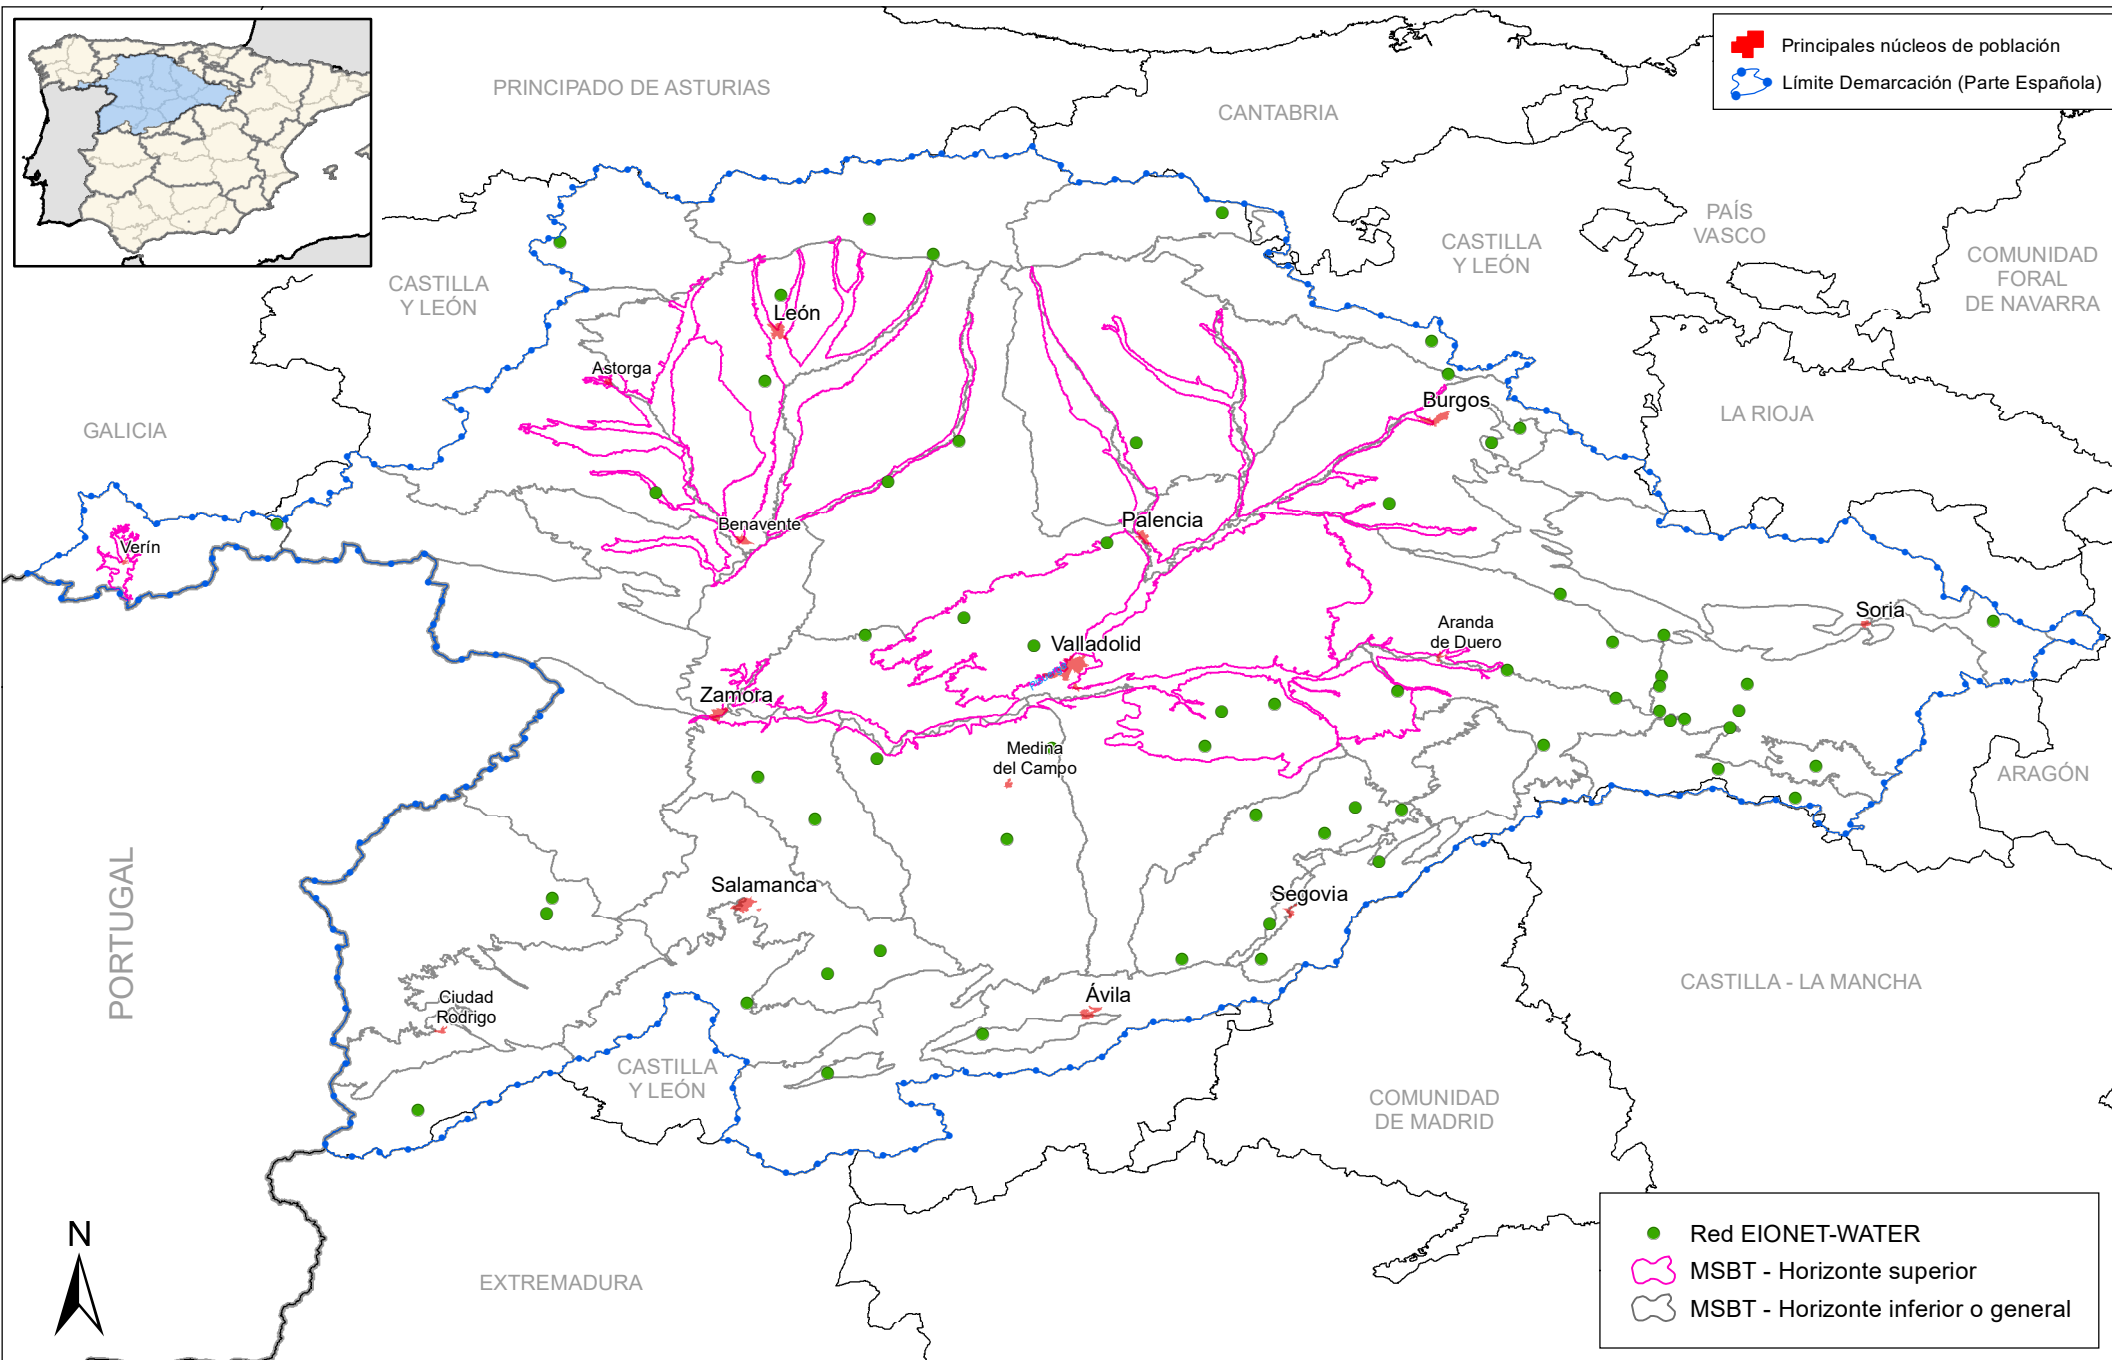 Principales núcleos de población
Límite Demarcación (Parte Española)
PRINCIPADO DE ASTURIAS
CANTABRIA
PAÍS
VASCO
CASTILLA
Y LEÓN
COMUNIDAD
FORAL
DE NAVARRA
CASTILLA
Y LEÓN
León
Astorga
Burgos
LA RIOJA
GALICIA
Benavente
Palencia
Verín
Soria
Aranda
de Duero
Valladolid
Zamora
Medina
del Campo
ARAGÓN
PORTUGAL
Salamanca
Segovia
CASTILLA - LA MANCHA
Ciudad
Rodrigo
Ávila
CASTILLA
Y LEÓN
COMUNIDAD
DE MADRID
N
EXTREMADURA
Red EIONET-WATER
MSBT - Horizonte superior
MSBT - Horizonte inferior o general